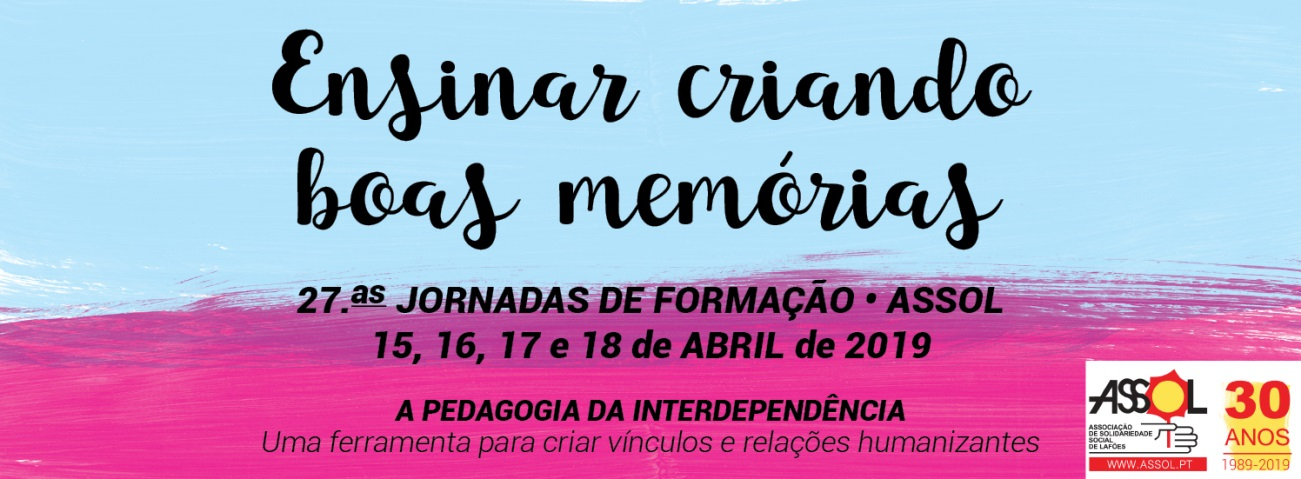 Ensinar criando
boas memórias
27.as JORNADAS DE FORMAÇÃO • ASSOL
15, 16, 17 e 18 de ABRIL de 2019
A PEDAGOGIA DA INTERDEPENDÊNCIA
Uma ferramenta para criar vínculos e relações humanizantes
ASSOL
ASSOCIAÇÃO
DE SOLIDARIEDADE
SOCIAL
DE LAFÕES
WWW.ASSOL.PT
30
ANOS
1989-2019